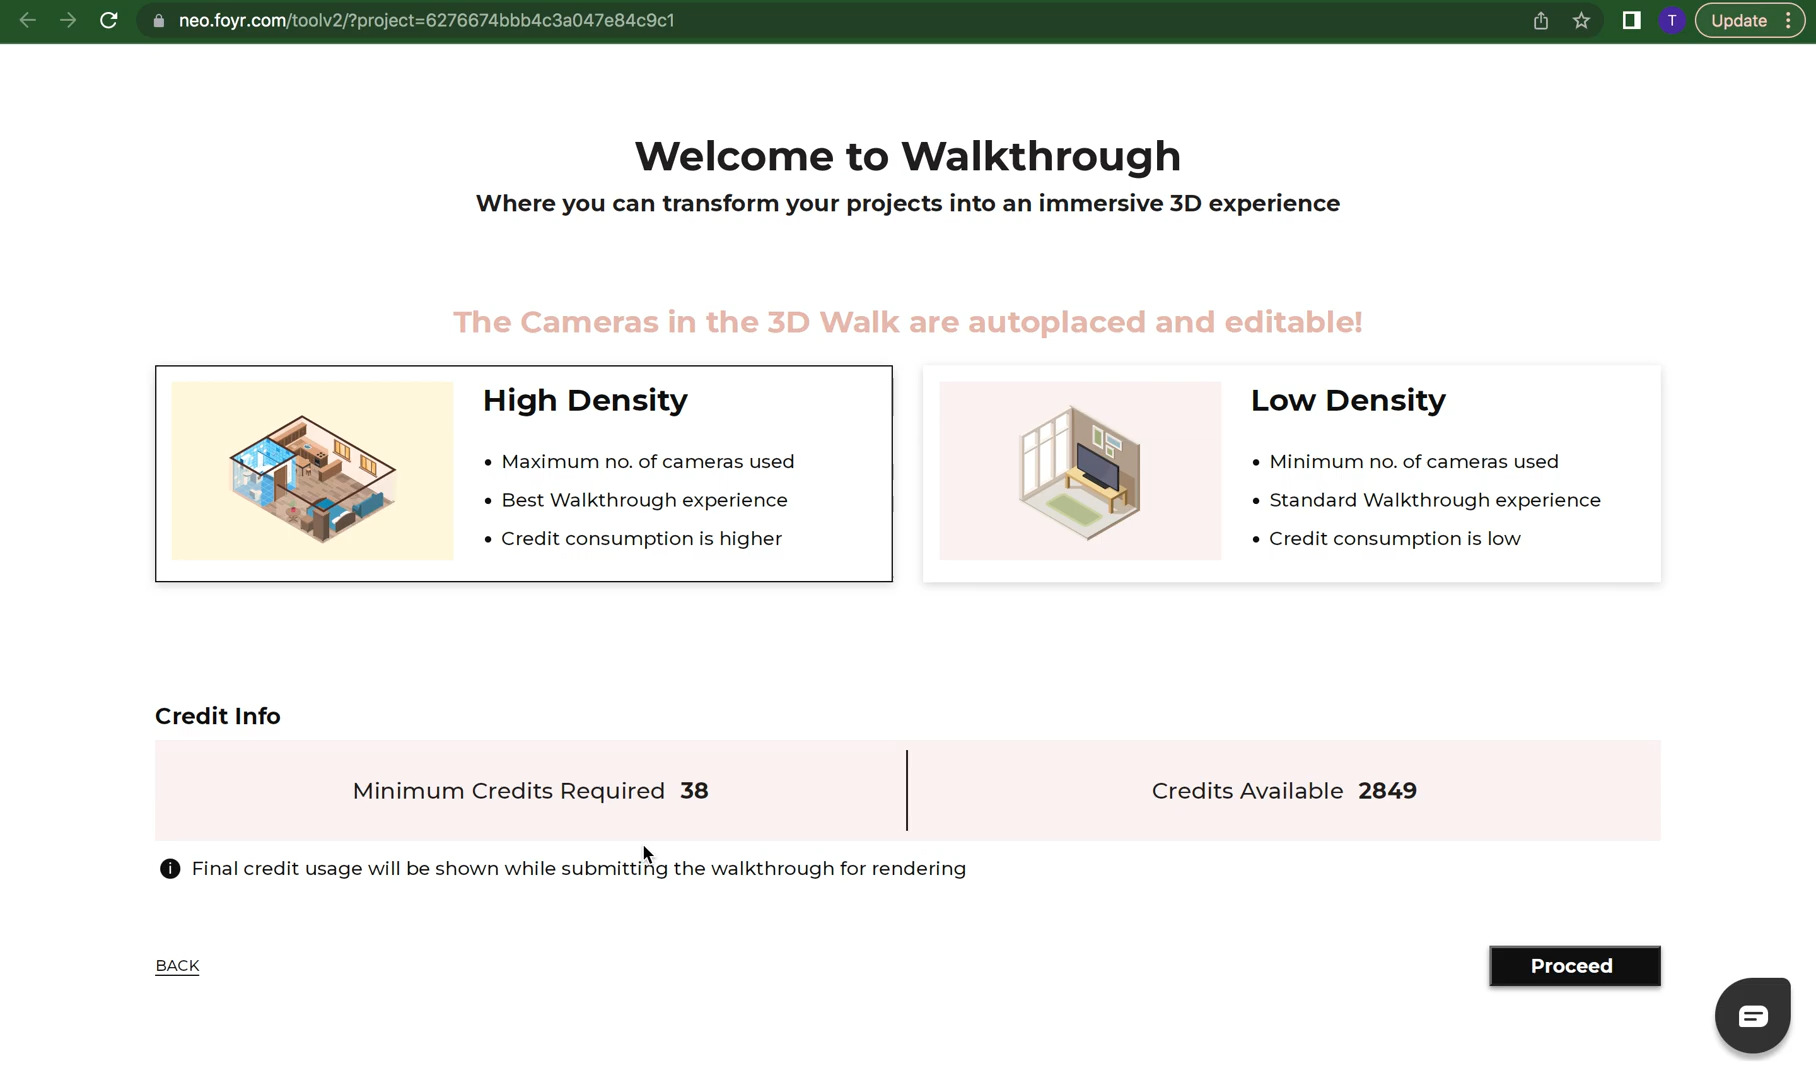 neo.foyr.com/toolv2/?project=6276674bbb4c3a047e84c9c1
T
Update
Welcome to Walkthrough
Where you can transform your projects into an immersive 3D experience
The Cameras in the 3D Walk are autoplaced and editable!
High Density
• Maximum no. of cameras used
• Best Walkthrough experience
• Credit consumption is higher
Low Density
• Minimum no. of cameras used
• Standard Walkthrough experience
• Credit consumption is low
Credit Info
Minimum Credits Required 38
Credits Available 2849
Final credit usage will be shown while submitting the walkthrough for rendering
BACK
Proceed